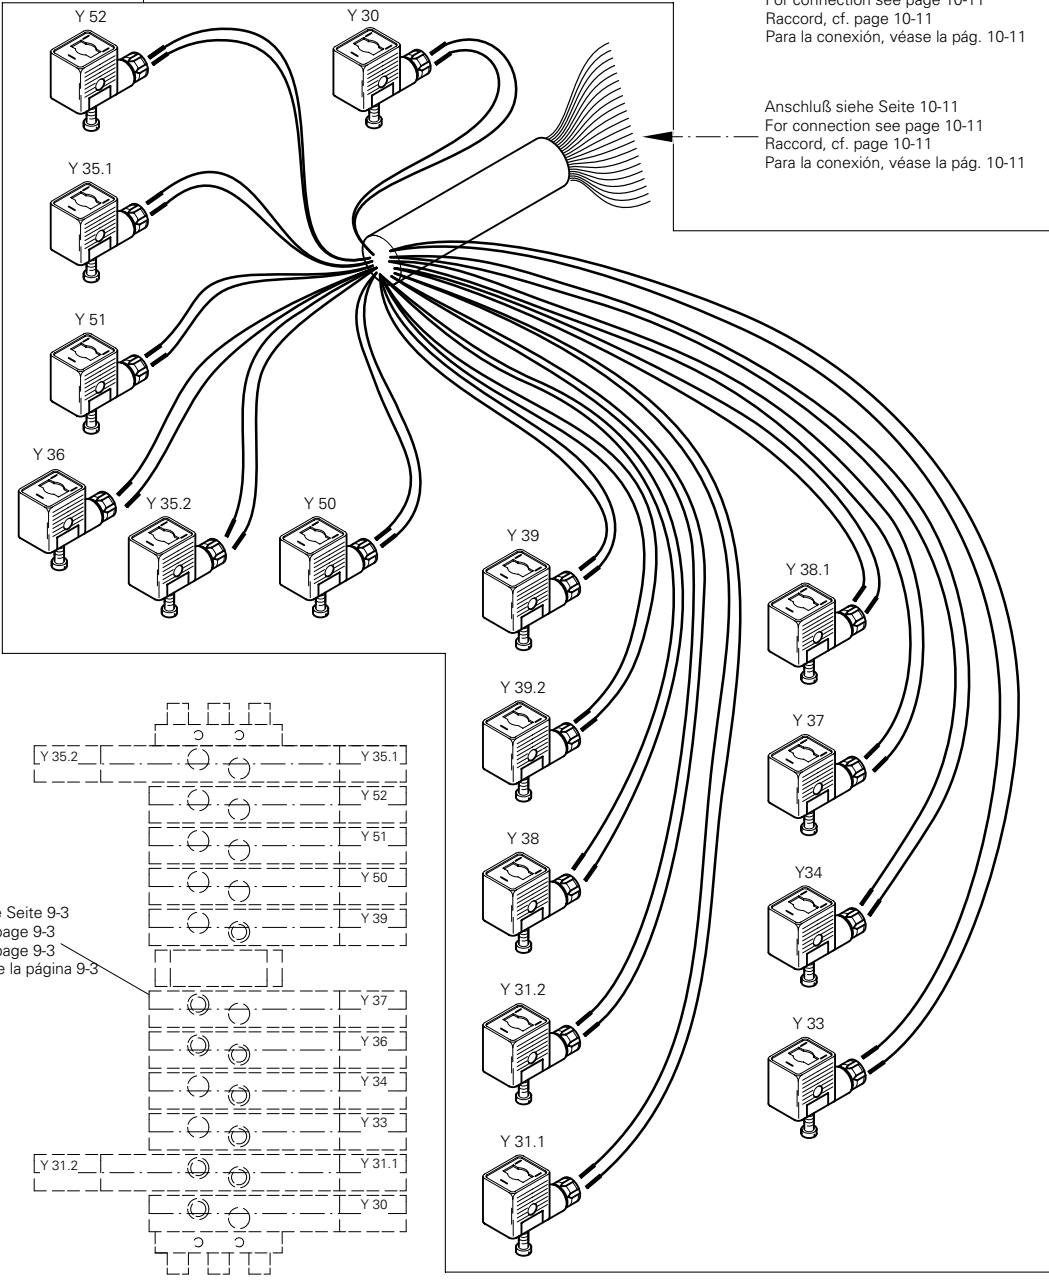 For connection see page 10-11
Raccord, cf. page 10-11
Para la conexión, véase la pág. 10-11
Y 52
Y 30
Anschluß siehe Seite 10-11
For connection see page 10-11
Raccord, cf. page 10-11
Para la conexión, véase la pág. 10-11
Y 35.1
Y 51
Y 36
Y 35.2
Y 50
Y 39
Y 38.1
Y 39.2
Y 37
Y 38
Y34
Y 31.2
Y 33
Y 31.1
Y 35.2
Y 35.1
Y 52
Y 51
Y 50
Y 39
Seite 9-3
page 9-3
page 9-3
la página 9-3
Y 37
Y 36
Y 34
Y 33
Y 31.2
Y 31.1
Y 30